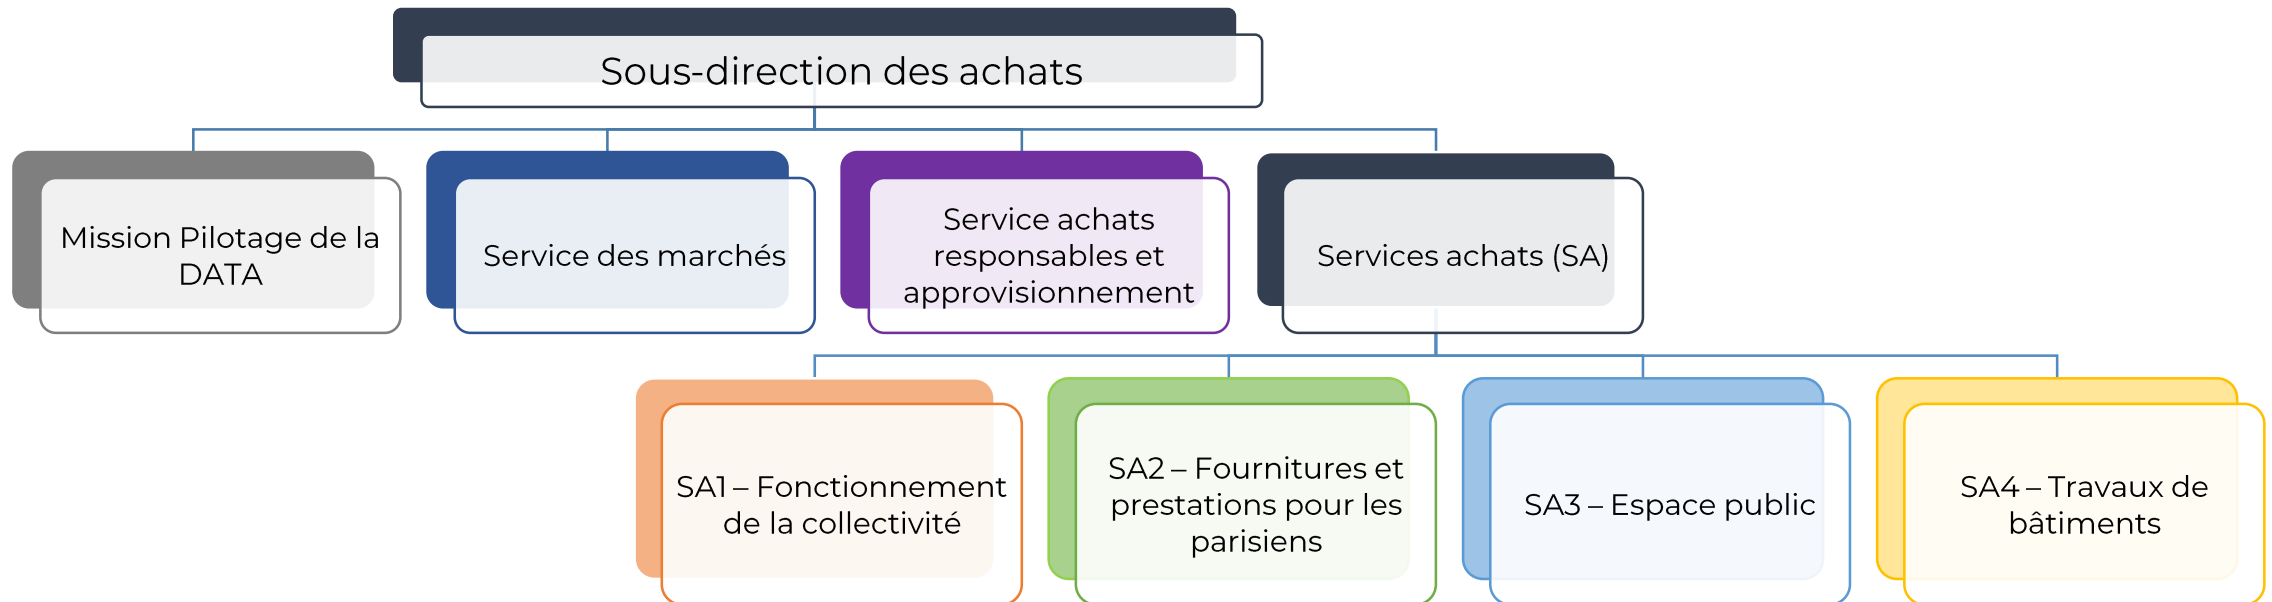 Sous-direction des achats
Mission Pilotage de la
DATA
Service des marchés
Service achats
responsables et
approvisionnement
Services achats (SA)
SA1 – Fonctionnement
de la collectivité
SA2 – Fournitures et
prestations pour les
parisiens
SA3 – Espace public
SA4 – Travaux de
bâtiments